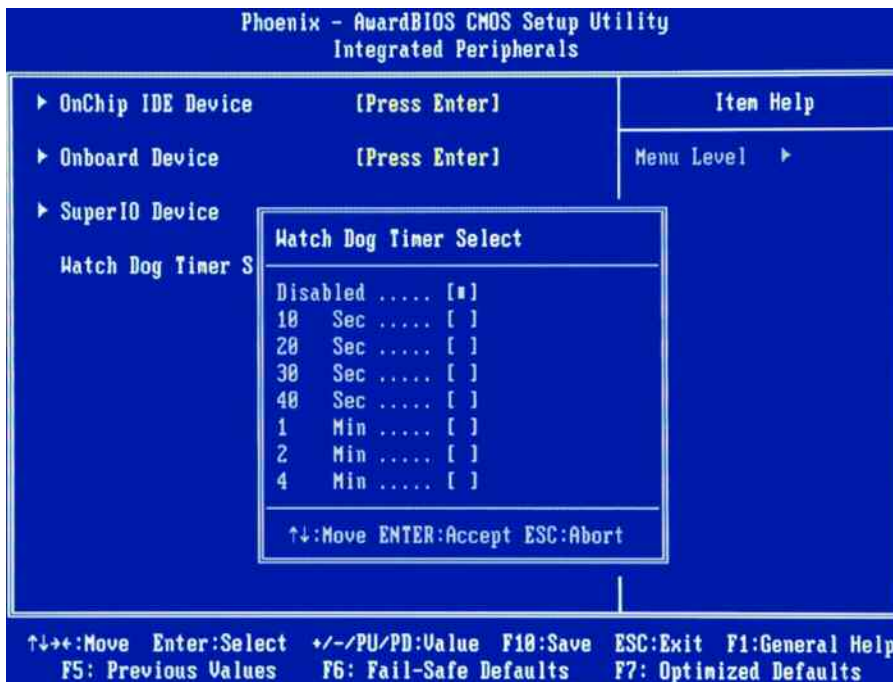 Phoenix - AwardBIOS CMOS Setup Utility
Integrated Peripherals
▶ OnChip IDE Device [Press Enter]
▶ Onboard Device [Press Enter]
▶ SuperIO Device
Watch Dog Timer S
Item Help
Menu Level ▶
Watch Dog Timer Select
Disabled ..... [■]
10 Sec ..... [ ]
20 Sec ..... [ ]
30 Sec ..... [ ]
40 Sec ..... [ ]
1 Min ..... [ ]
2 Min ..... [ ]
4 Min ..... [ ]
↑↓:Move ENTER:Accept ESC:Abort
↑↓→←:Move Enter:Select +/-/PU/PD:Value F10:Save ESC:Exit F1:General Help
F5: Previous Values F6: Fail-Safe Defaults F7: Optimized Defaults